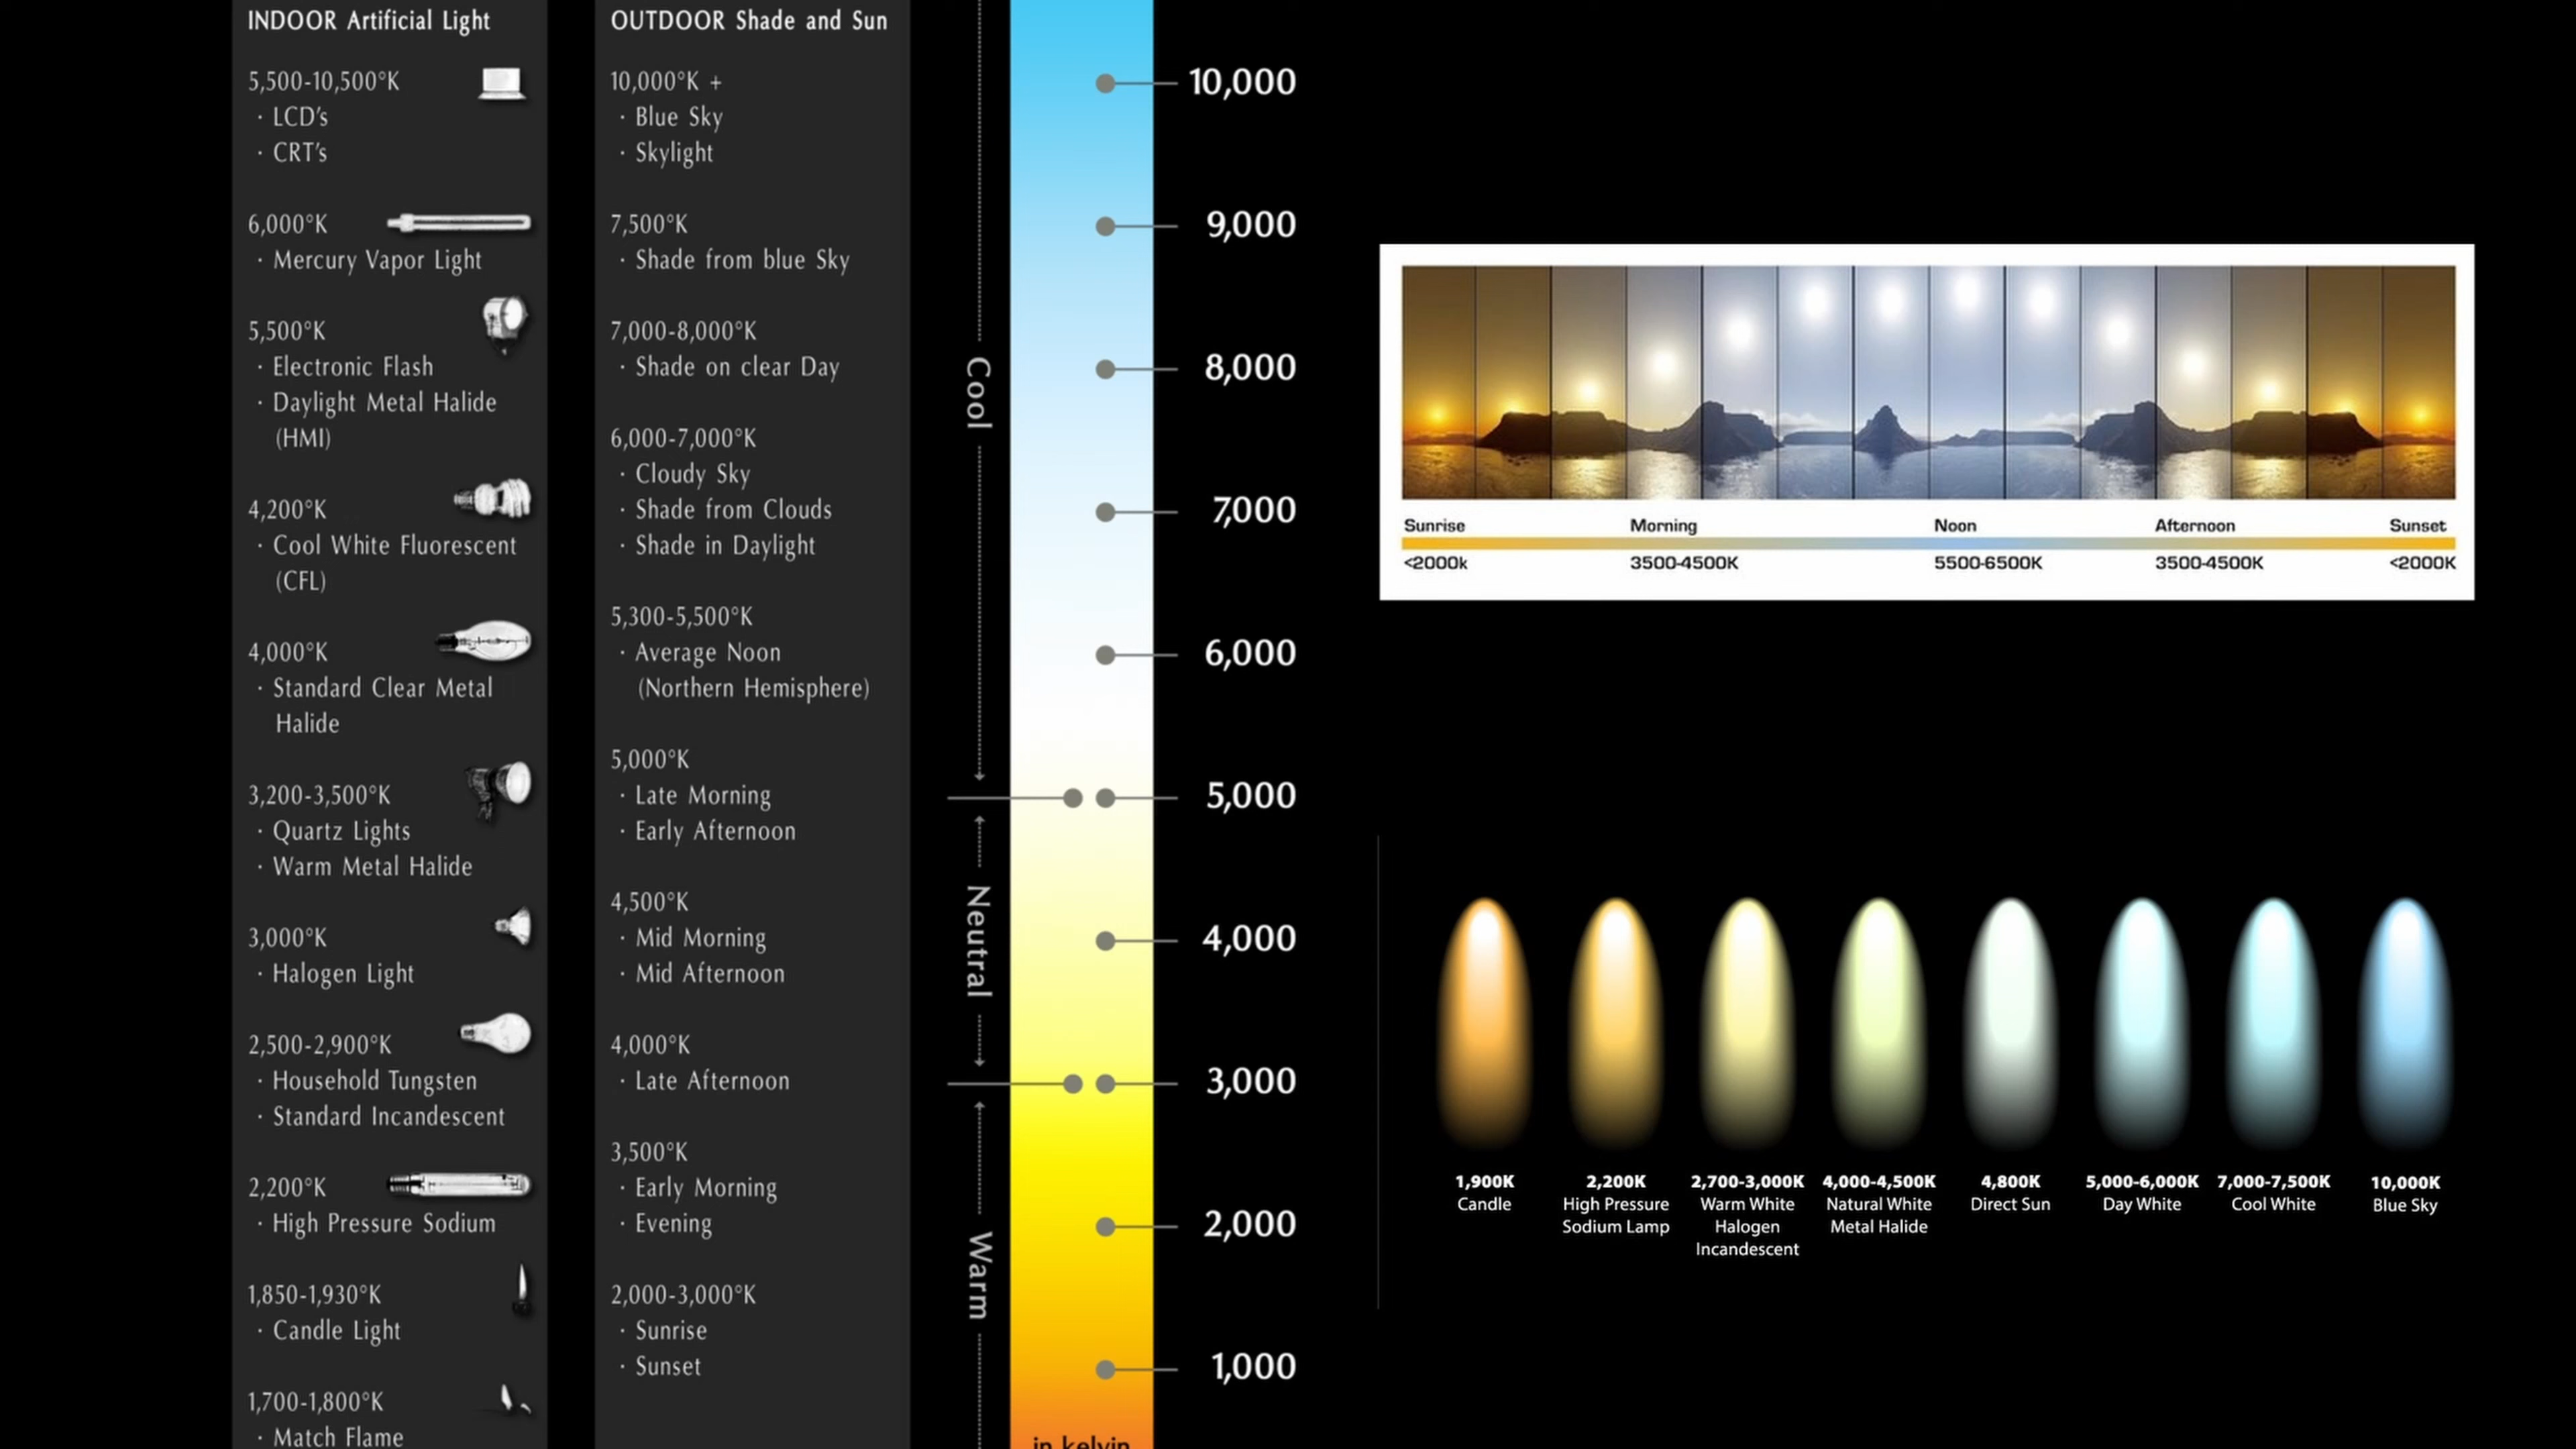 INDOOR Artificial Light
5,500-10,500°K
· LCD's
· CRT's
6,000°K
· Mercury Vapor Light
5,500°K
· Electronic Flash
· Daylight Metal Halide
(HMI)
4,200°K
· Cool White Fluorescent
(CFL)
4,000°K
· Standard Clear Metal
Halide
3,200-3,500°K
· Quartz Lights
· Warm Metal Halide
3,000°K
· Halogen Light
2,500-2,900°K
· Household Tungsten
· Standard Incandescent
2,200°K
· High Pressure Sodium
1,850-1,930°K
· Candle Light
1,700-1,800°K
· Match Flame
OUTDOOR Shade and Sun
10,000°K +
· Blue Sky
· Skylight
7,500°K
· Shade from blue Sky
7,000-8,000°K
· Shade on clear Day
6,000-7,000°K
· Cloudy Sky
· Shade from Clouds
· Shade in Daylight
5,300-5,500°K
· Average Noon
(Northern Hemisphere)
5,000°K
· Late Morning
· Early Afternoon
4,500°K
· Mid Morning
· Mid Afternoon
4,000°K
· Late Afternoon
3,500°K
· Early Morning
· Evening
2,000-3,000°K
· Sunrise
· Sunset
Cool
Neutral
Warm
10,000
9,000
8,000
7,000
6,000
5,000
4,000
3,000
2,000
1,000
in kelvin
Sunrise Morning Noon Afternoon Sunset
<2000k 3500-4500K 5500-6500K 3500-4500K <2000K
1,900K
Candle
2,200K
High Pressure
Sodium Lamp
2,700-3,000K
Warm White
Halogen
Incandescent
4,000-4,500K
Natural White
Metal Halide
4,800K
Direct Sun
5,000-6,000K
Day White
7,000-7,500K
Cool White
10,000K
Blue Sky